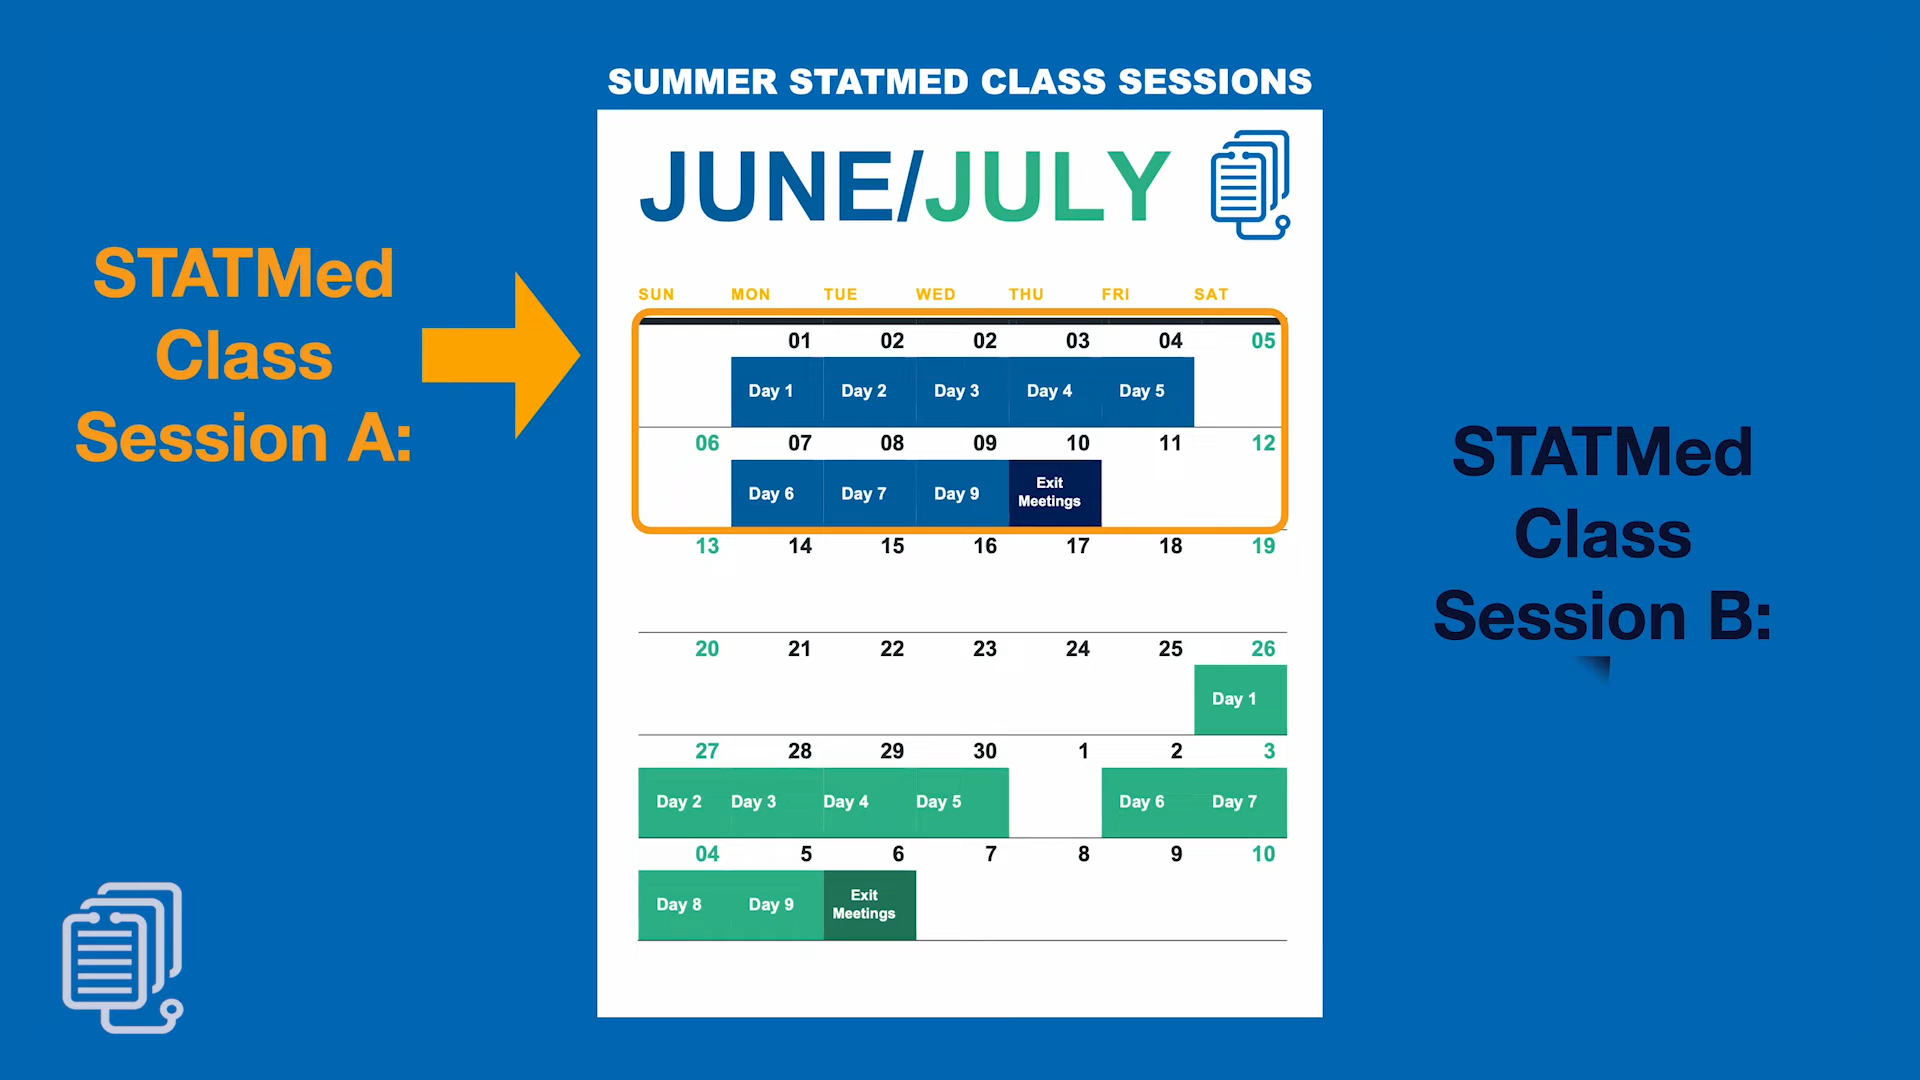 SUMMER STATMED CLASS SESSIONS
JUNE/JULY
STATMed
Class
Session A:
SUN MON TUE WED THU FRI SAT
01 02 02 03 04 05
Day 1 Day 2 Day 3 Day 4 Day 5
06 07 08 09 10 11 12
Day 6 Day 7 Day 9 Exit
Meetings
13 14 15 16 17 18 19
20 21 22 23 24 25 26
Day 1
27 28 29 30 1 2 3
Day 2 Day 3 Day 4 Day 5 Day 6 Day 7
04 5 6 7 8 9 10
Day 8 Day 9 Exit
Meetings
STATMed
Class
Session B: